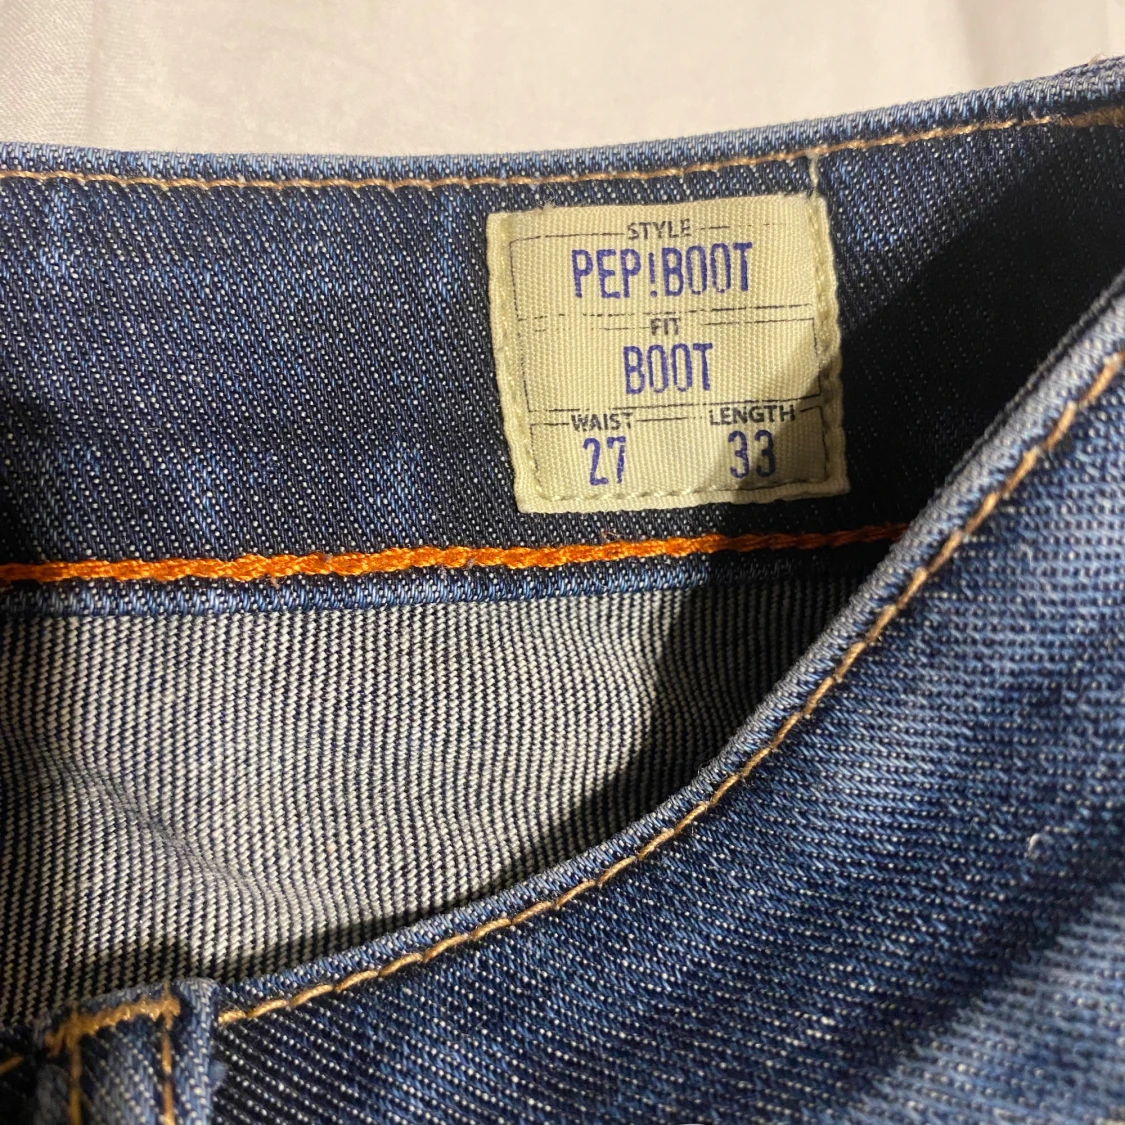 STYLE
PEP!BOOT
FIT
BOOT
WAIST LENGTH
27 33